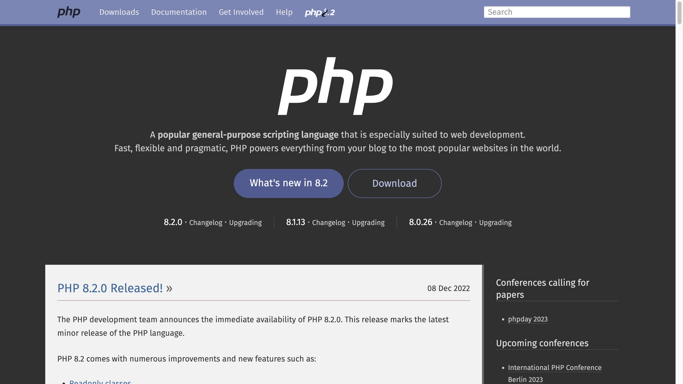 php
Downloads
Documentation
Get Involved
Help
php8.2
Search
php
A popular general-purpose scripting language that is especially suited to web development.
Fast, flexible and pragmatic, PHP powers everything from your blog to the most popular websites in the world.
What's new in 8.2
Download
8.2.0 · Changelog · Upgrading
8.1.13 · Changelog · Upgrading
8.0.26 · Changelog · Upgrading
PHP 8.2.0 Released! »
08 Dec 2022
The PHP development team announces the immediate availability of PHP 8.2.0. This release marks the latest
minor release of the PHP language.
PHP 8.2 comes with numerous improvements and new features such as:
• Readonly classes
Conferences calling for
papers
• phpday 2023
Upcoming conferences
• International PHP Conference
Berlin 2023